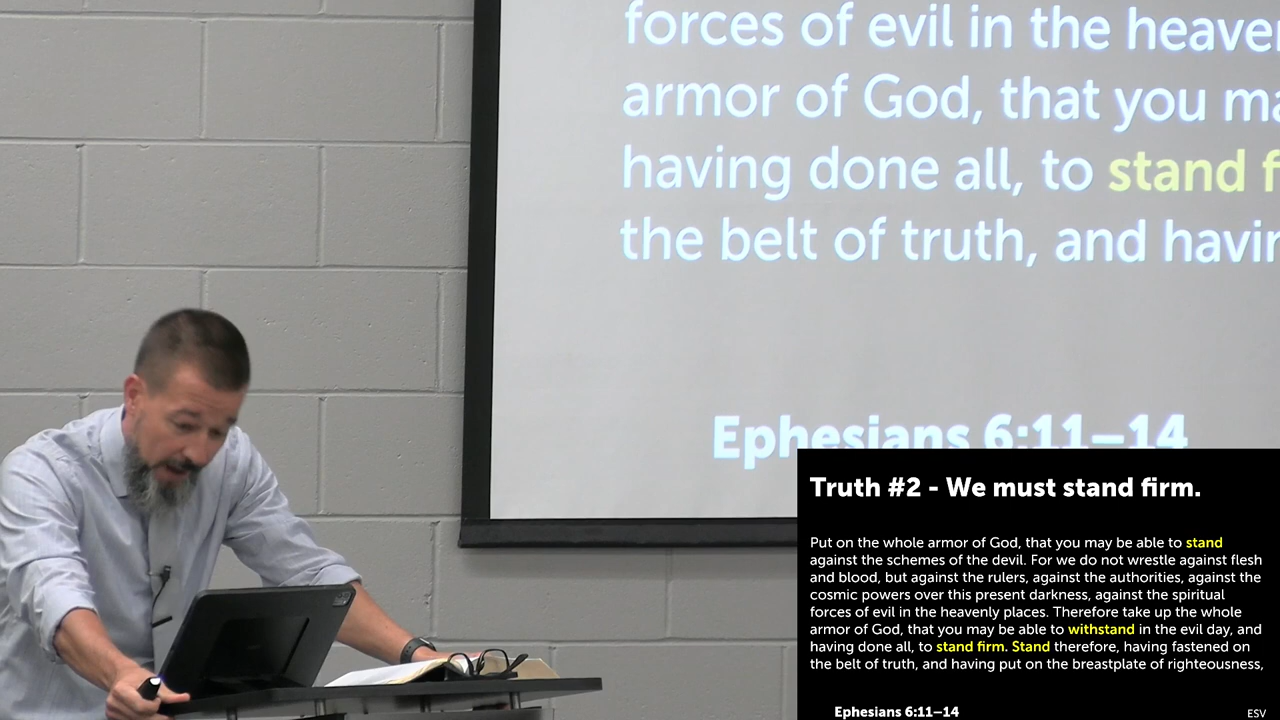 forces of evil in the
armor of God, that you
having done all, to stand
the belt of truth, and
Ephesians 6:11–14
Truth #2 - We must stand firm.
Put on the whole armor of God, that you may be able to stand
against the schemes of the devil. For we do not wrestle against flesh
and blood, but against the rulers, against the authorities, against the
cosmic powers over this present darkness, against the spiritual
forces of evil in the heavenly places. Therefore take up the whole
armor of God, that you may be able to withstand in the evil day, and
having done all, to stand firm. Stand therefore, having fastened on
the belt of truth, and having put on the breastplate of righteousness,
Ephesians 6:11–14
ESV